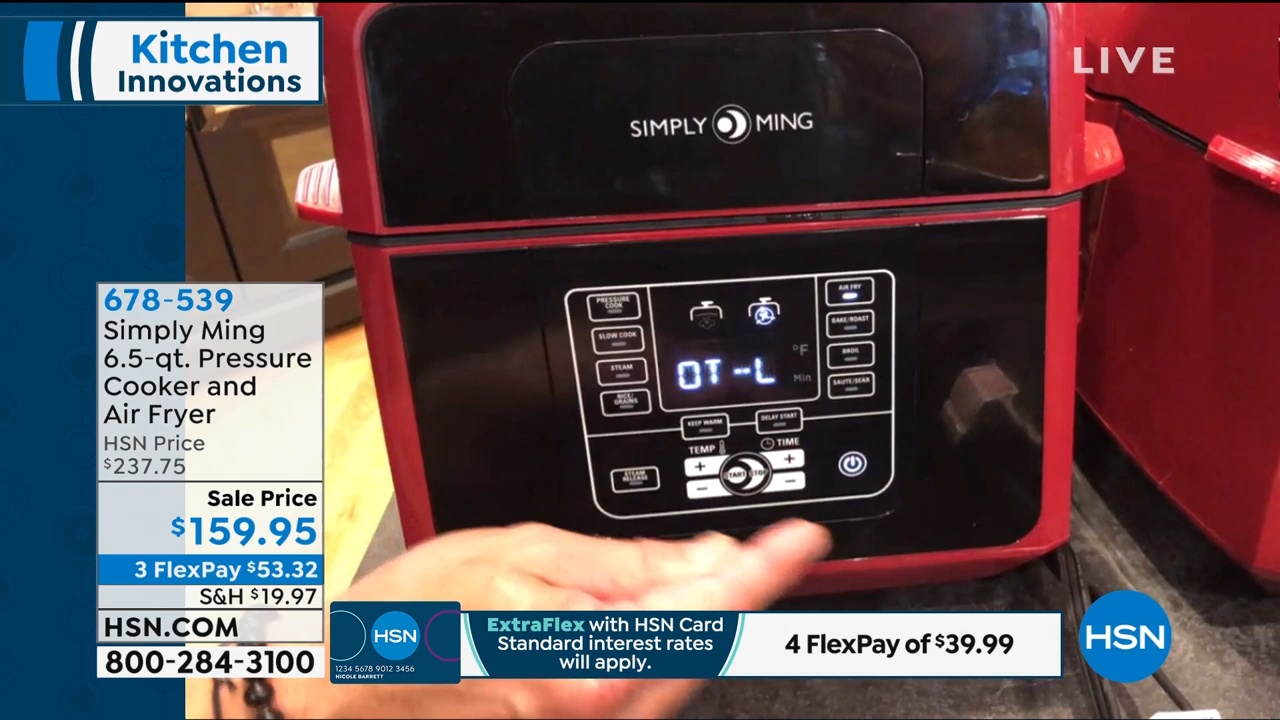 Kitchen
Innovations
LIVE
SIMPLY MING
678-539
Simply Ming
6.5-qt. Pressure
Cooker and
Air Fryer
HSN Price
$237.75
Sale Price
$159.95
3 FlexPay $53.32
S&H $19.97
HSN.COM
800-284-3100
PRESSURE
COOK
SLOW COOK
STEAM
RICE/
GRAINS
AIR FRY
BAKE/ROAST
BROIL
SAUTE/SEAR
°F
OT--L
Min
KEEP WARM
DELAY START
TEMP
TIME
+
+
START STOP
-
-
STEAM
RELEASE
HSN
1234 5678 9012 3456
NICOLE BARRETT
ExtraFlex with HSN Card
Standard interest rates
will apply.
4 FlexPay of $39.99
HSN